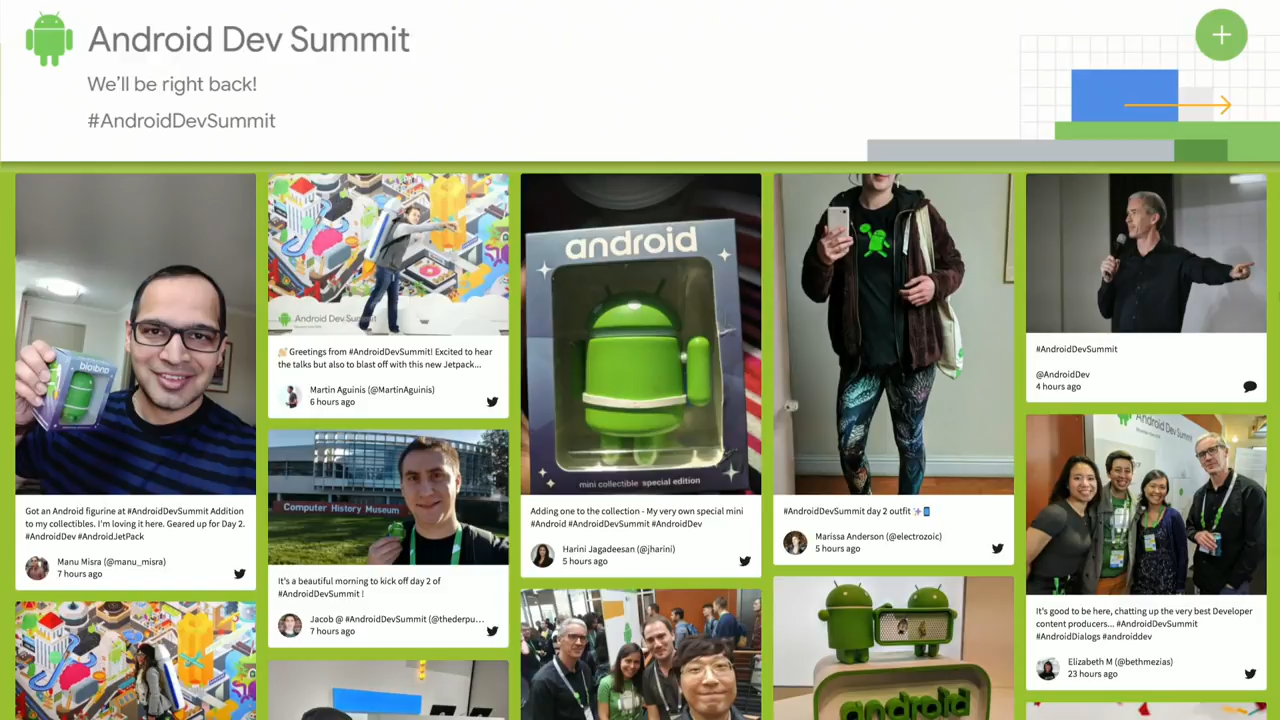 Android Dev Summit
We'll be right back!
#AndroidDevSummit
android
Got an Android figurine at #AndroidDevSummit Addition
to my collectibles. I'm loving it here. Geared up for Day 2.
#AndroidDev #AndroidJetPack
Manu Misra (@manu_misra)
7 hours ago
Android Dev Summit
👋🏼 Greetings from #AndroidDevSummit! Excited to hear
the talks but also to blast off with this new Jetpack...
Martin Aguinis (@MartinAguinis)
6 hours ago
Computer History Museum
It's a beautiful morning to kick off day 2 of
#AndroidDevSummit !
Jacob @ #AndroidDevSummit (@thederpu...
7 hours ago
android
mini collectible special edition
Adding one to the collection - My very own special mini
#Android #AndroidDevSummit #AndroidDev
Harini Jagadeesan (@jharini)
5 hours ago
#AndroidDevSummit day 2 outfit ✨📱
Marissa Anderson (@electrozoic)
5 hours ago
android
#AndroidDevSummit
@AndroidDev
4 hours ago
Android Dev Summit
It's good to be here, chatting up the very best Developer
content producers... #AndroidDevSummit
#AndroidDialogs #androiddev
Elizabeth M (@bethmezias)
23 hours ago